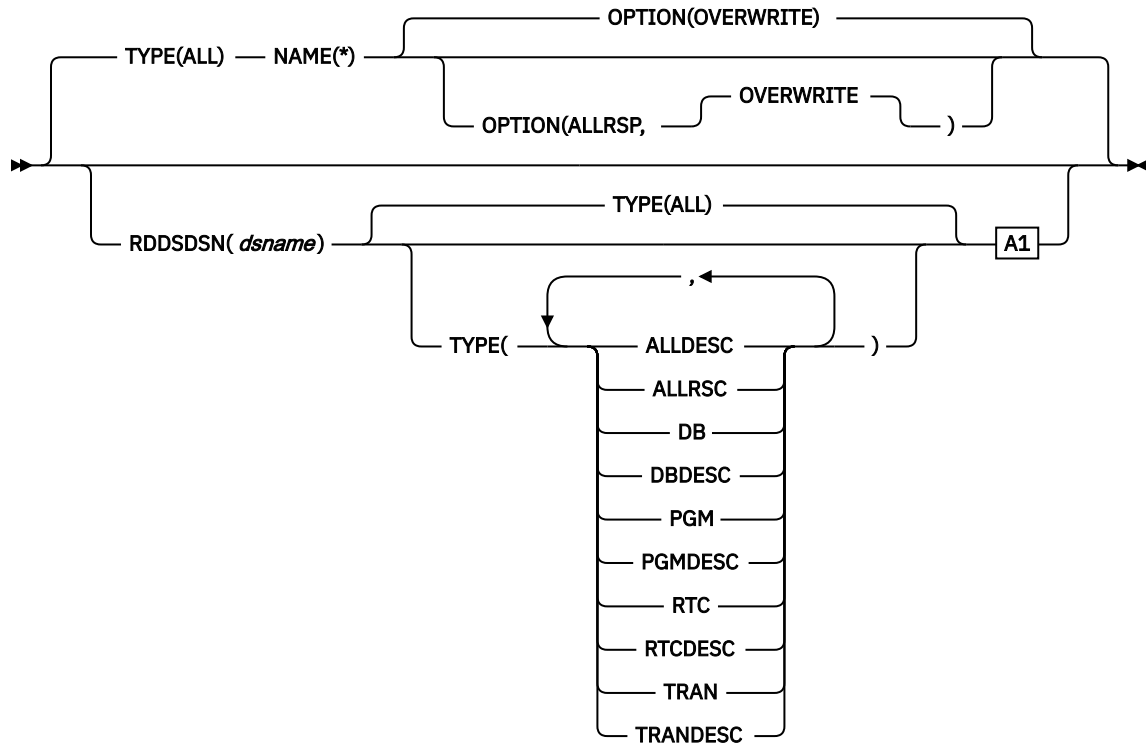 OPTION(OVERWRITE)
TYPE(ALL) NAME(*)
OVERWRITE
OPTION(ALLRSP, )
TYPE(ALL)
RDDSDSN( dsname) A1
,
TYPE( ALLDESC )
ALLRSC
DB
DBDESC
PGM
PGMDESC
RTC
RTCDESC
TRAN
TRANDESC